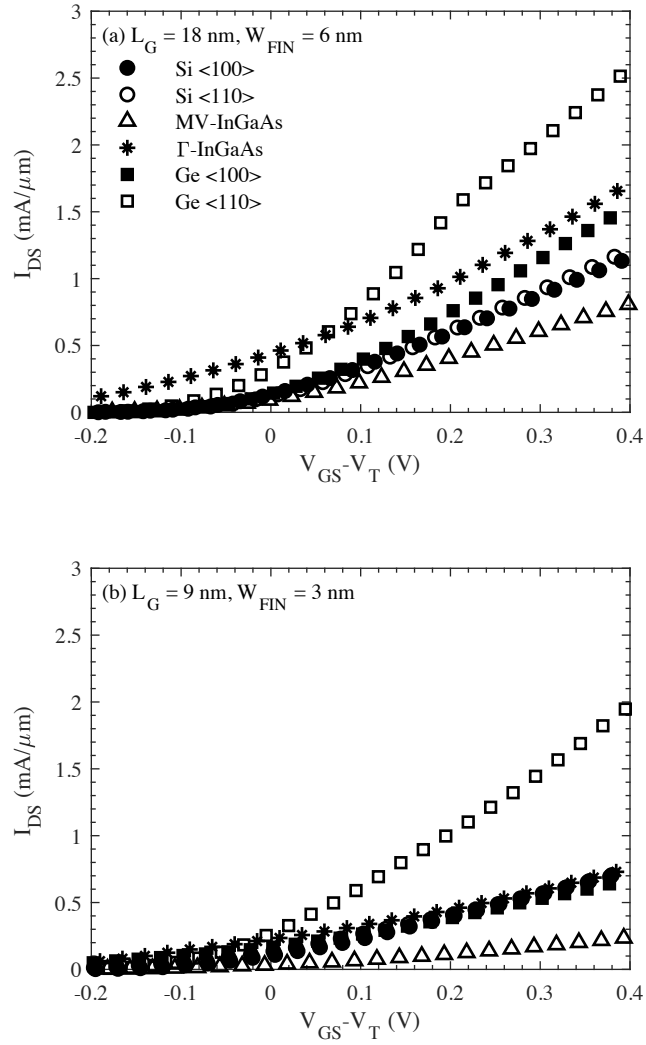 (a) L_G = 18 nm, W_FIN = 6 nm
Si <100>
Si <110>
MV-InGaAs
Γ-InGaAs
Ge <100>
Ge <110>
3
2.5
2
1.5
1
0.5
0
I_DS (mA/μm)
-0.2 -0.1 0 0.1 0.2 0.3 0.4
V_GS-V_T (V)
(b) L_G = 9 nm, W_FIN = 3 nm
3
2.5
2
1.5
1
0.5
0
I_DS (mA/μm)
-0.2 -0.1 0 0.1 0.2 0.3 0.4
V_GS-V_T (V)